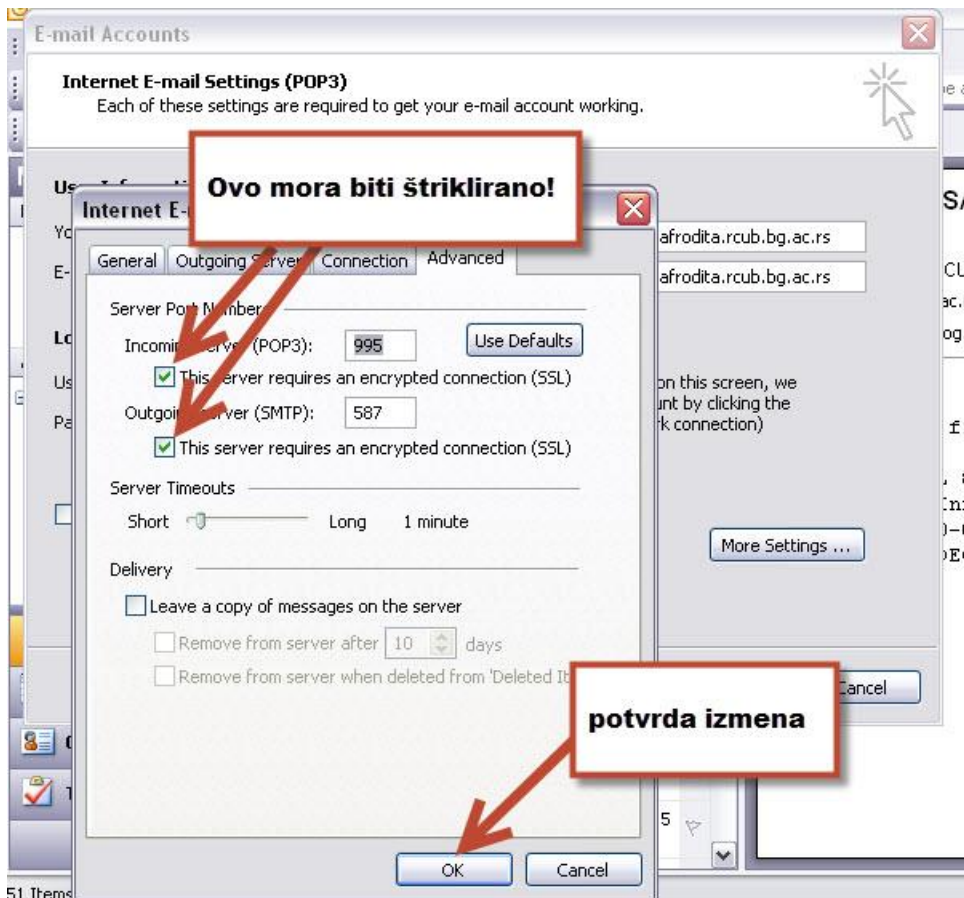 E-mail Accounts
Internet E-mail Settings (POP3)
Each of these settings are required to get your e-mail account working.
Ovo mora biti štriklirano!
Internet E-
afrodita.rcub.bg.ac.rs
E-
afrodita.rcub.bg.ac.rs
General Outgoing Server Connection Advanced
Server Port Numbers
Incoming Server (POP3): 995 Use Defaults
This server requires an encrypted connection (SSL)
Outgoing Server (SMTP): 587
This server requires an encrypted connection (SSL)
on this screen, we
unt by clicking the
k connection)
Server Timeouts
Short Long 1 minute
More Settings ...
Delivery
Leave a copy of messages on the server
Remove from server after 10 days
Remove from server when deleted from 'Deleted It
Cancel
potvrda izmena
OK Cancel
51 Items